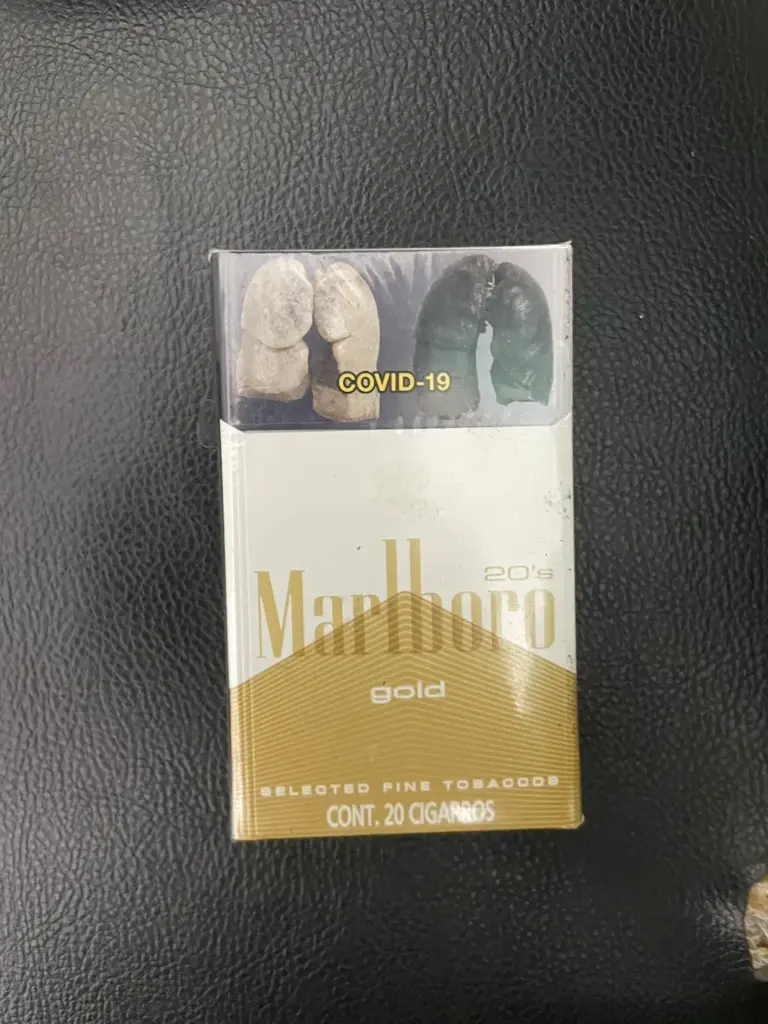 COVID-19
20's
Marlboro
gold
SELECTED FINE TOBACCOS
CONT. 20 CIGARROS